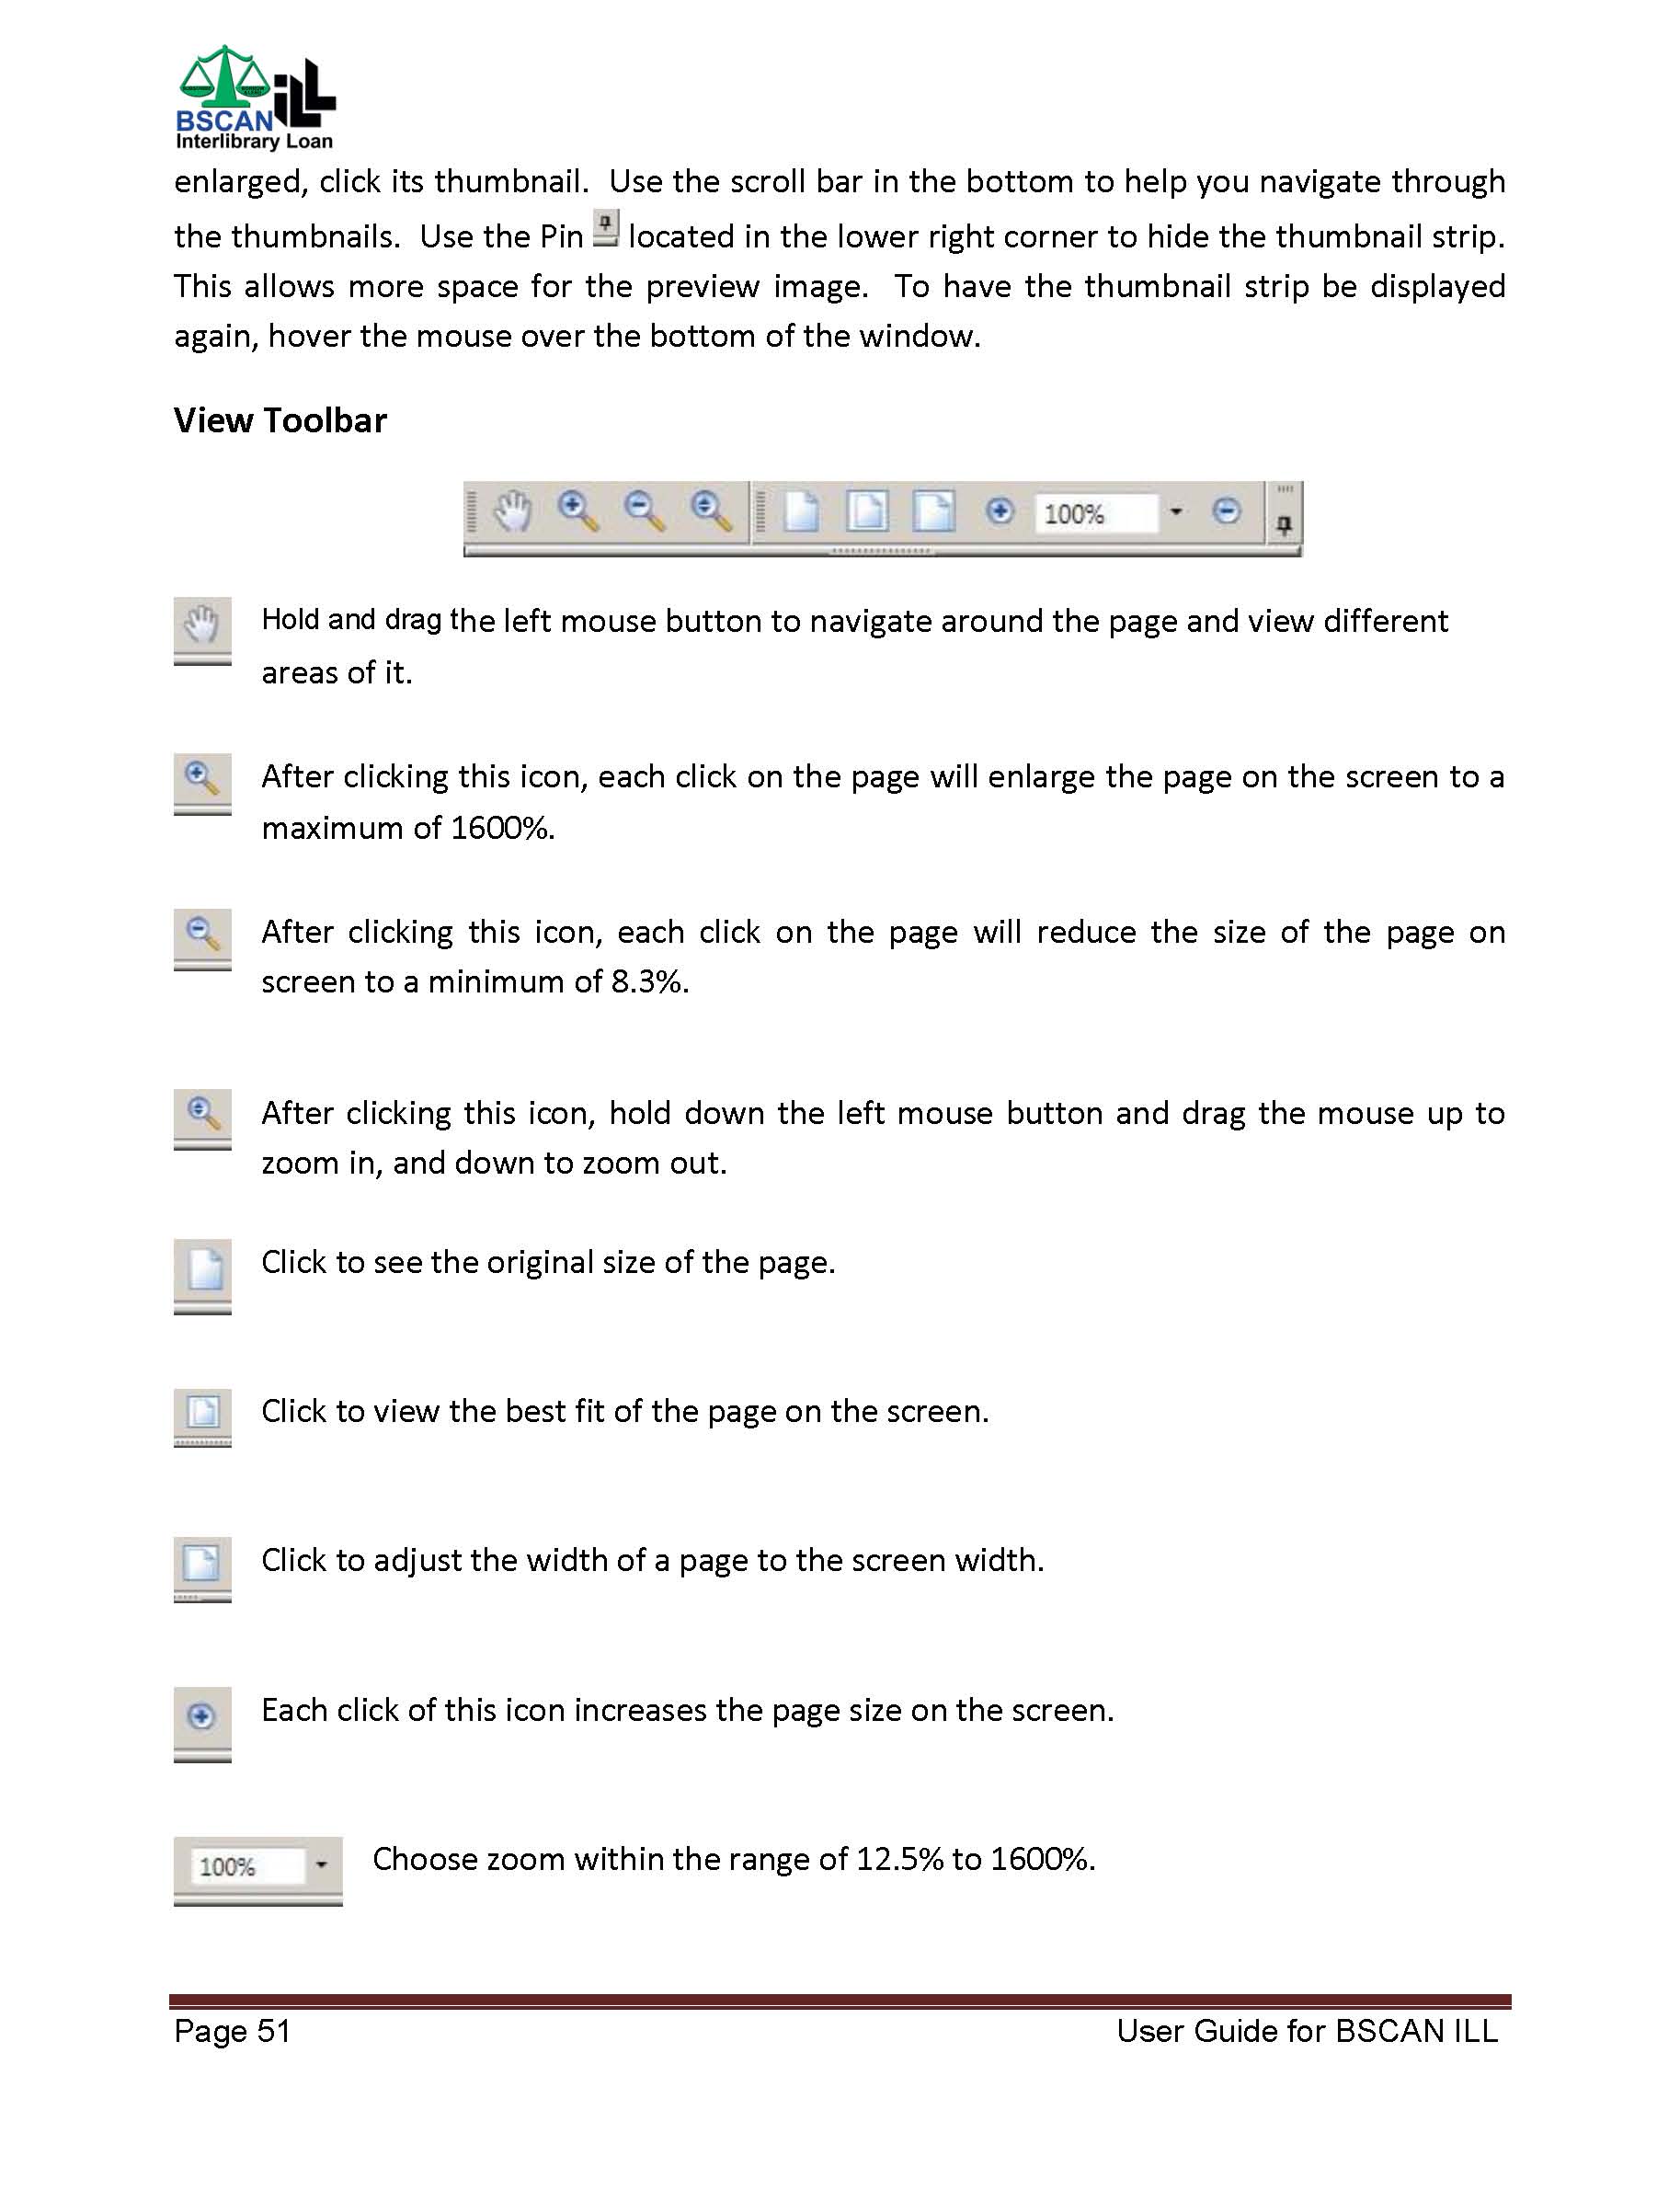 BSCAN ILL
Interlibrary Loan
enlarged, click its thumbnail.  Use the scroll bar in the bottom to help you navigate through
the thumbnails.  Use the Pin located in the lower right corner to hide the thumbnail strip.
This allows more space for the preview image.  To have the thumbnail strip be displayed
again, hover the mouse over the bottom of the window.
View Toolbar
100%
Hold and drag the left mouse button to navigate around the page and view different
areas of it.
After clicking this icon, each click on the page will enlarge the page on the screen to a
maximum of 1600%.
After clicking this icon, each click on the page will reduce the size of the page on
screen to a minimum of 8.3%.
After clicking this icon, hold down the left mouse button and drag the mouse up to
zoom in, and down to zoom out.
Click to see the original size of the page.
Click to view the best fit of the page on the screen.
Click to adjust the width of a page to the screen width.
Each click of this icon increases the page size on the screen.
100% Choose zoom within the range of 12.5% to 1600%.
Page 51 User Guide for BSCAN ILL